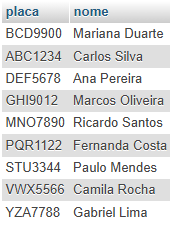 placa nome
BCD9900 Mariana Duarte
ABC1234 Carlos Silva
DEF5678 Ana Pereira
GHI9012 Marcos Oliveira
MNO7890 Ricardo Santos
PQR1122 Fernanda Costa
STU3344 Paulo Mendes
VWX5566 Camila Rocha
YZA7788 Gabriel Lima